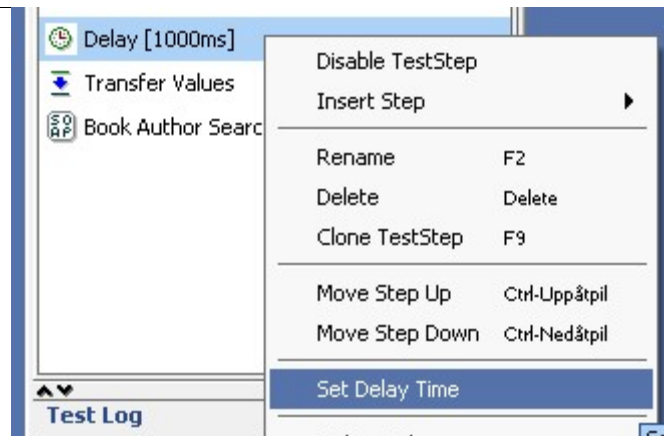 Delay [1000ms]
Transfer Values
Book Author Searc
Disable TestStep
Insert Step
Rename F2
Delete Delete
Clone TestStep F9
Move Step Up Ctrl-Uppåtpil
Move Step Down Ctrl-Nedåtpil
Set Delay Time
Test Log